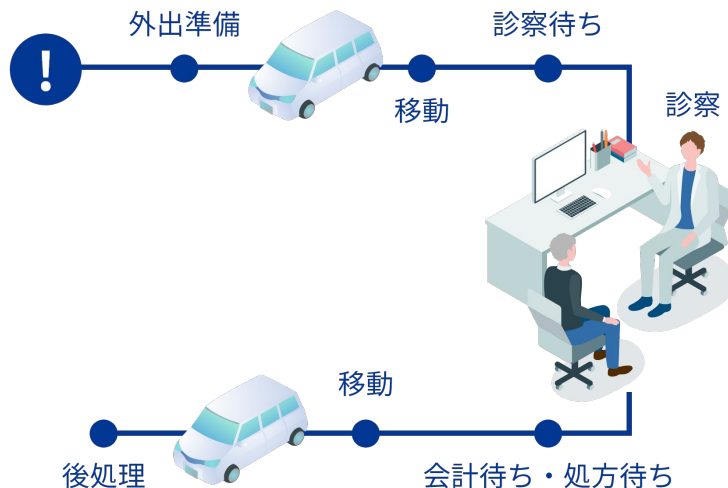 外出準備
診察待ち
!
移動
診察
移動
後処理
会計待ち・処方待ち